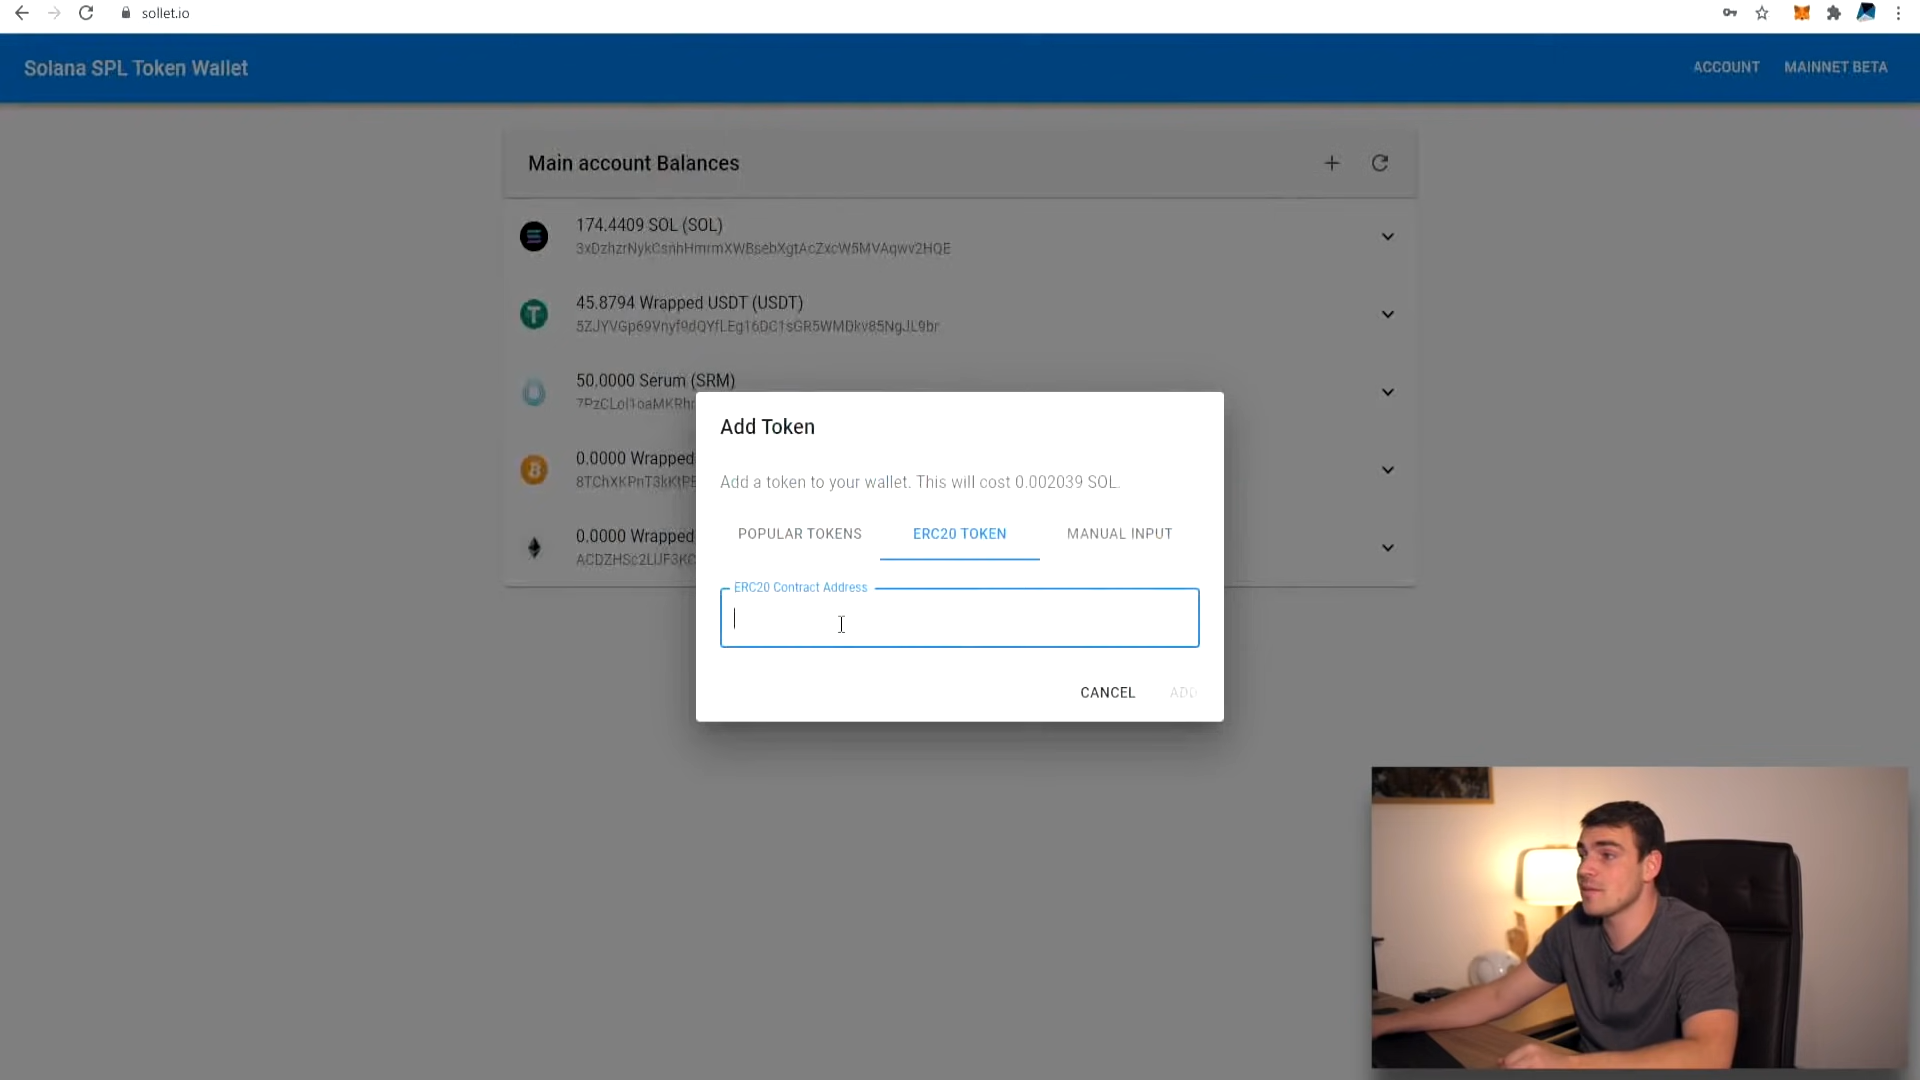 sollet.io
Solana SPL Token Wallet
ACCOUNT
MAINNET BETA
Main account Balances
174.4409 SOL (SOL)
3xDzhzrNykCsnhHmrmXWBsebXgtAcZxcW5MVAqwv2HQE
45.8794 Wrapped USDT (USDT)
5ZJYVGp69Vnyf9dQYfLEg16DC1sGR5WMDkv85NgJL9br
50.0000 Serum (SRM)
0.0000 Wrapped
0.0000 Wrapped
Add Token
Add a token to your wallet. This will cost 0.002039 SOL.
POPULAR TOKENS
ERC20 TOKEN
MANUAL INPUT
ERC20 Contract Address
CANCEL
ADD